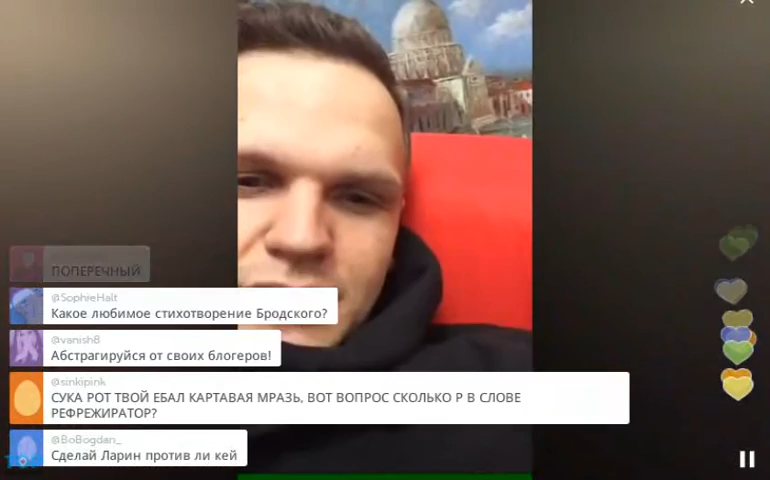 ПОПЕРЕЧНЫЙ
@SophieHalt
Какое любимое стихотворение Бродского?
@vanish8
Абстрагируйся от своих блогеров!
@sinkipink
СУКА РОТ ТВОЙ ЕБАЛ КАРТАВАЯ МРАЗЬ, ВОТ ВОПРОС СКОЛЬКО Р В СЛОВЕ
РЕФРЕЖИРАТОР?
@BoBogdan_
Сделай Ларин против ли кей